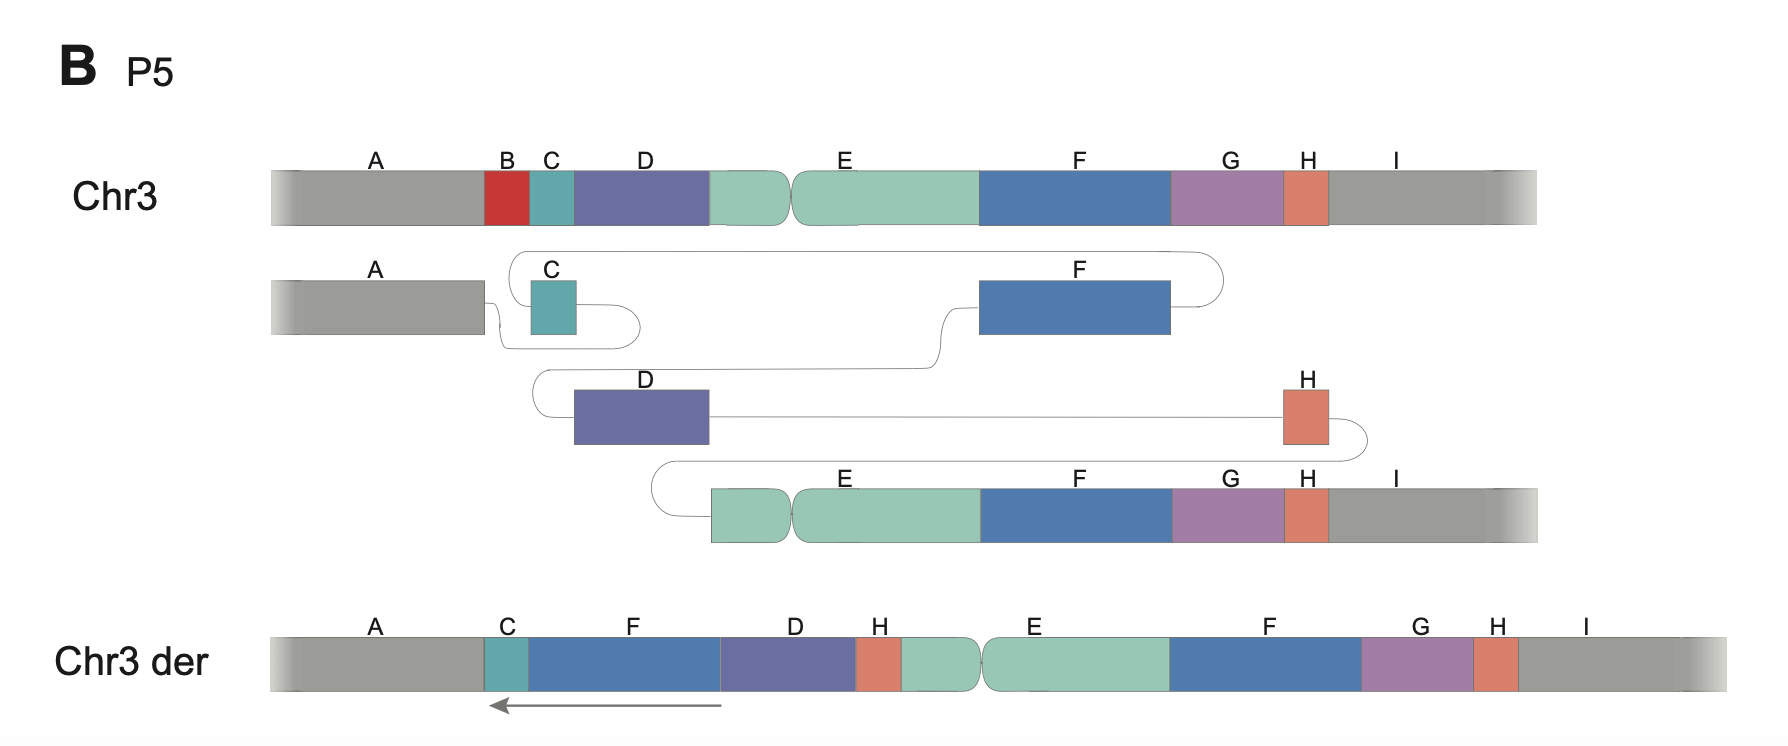 B P5
A B C D E F G H I
Chr3
A C F
D H
E F G H I
A C F D H E F G H I
Chr3 der